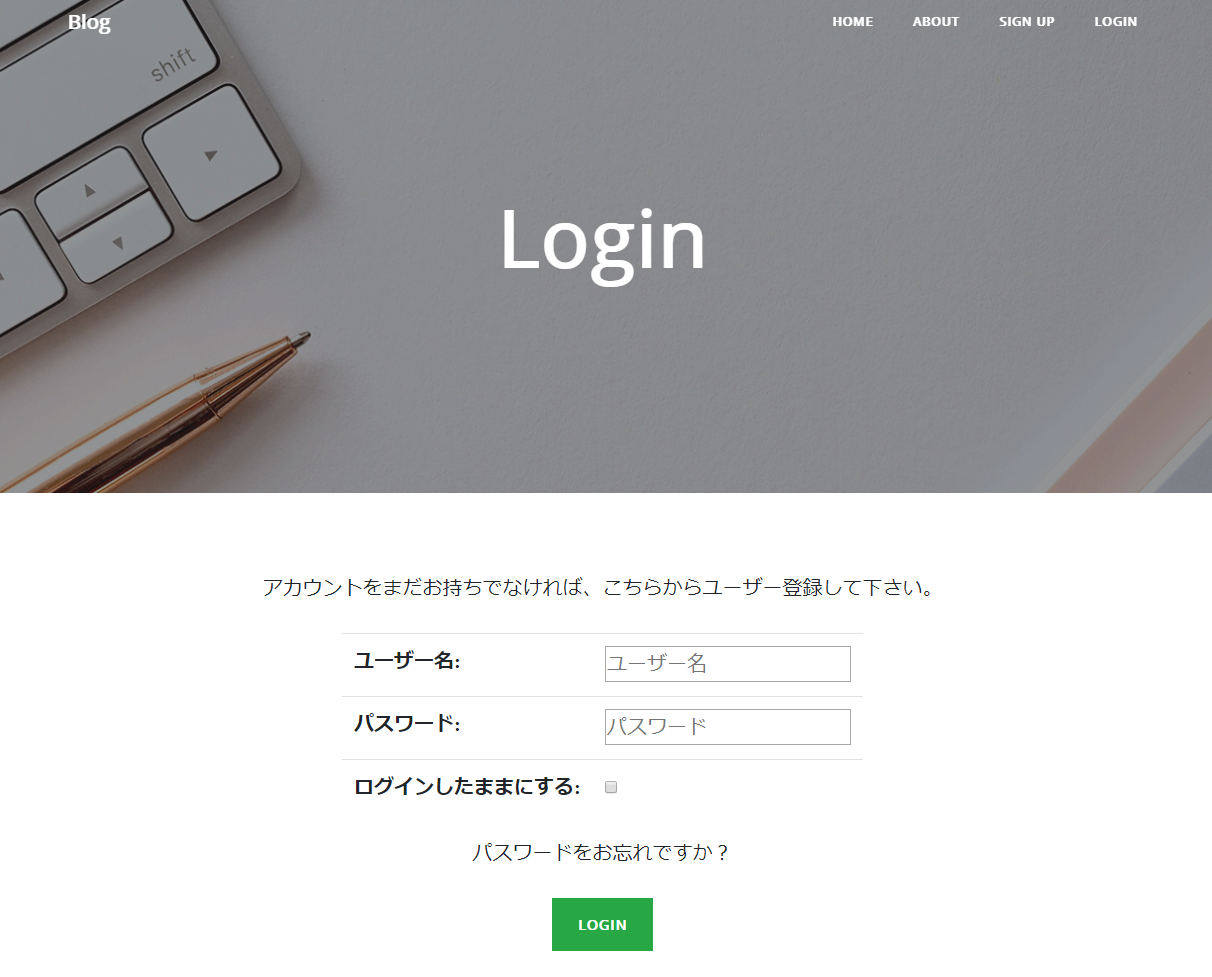 Blog
HOME ABOUT SIGN UP LOGIN
shift
Login
アカウントをまだお持ちでなければ、こちらからユーザー登録して下さい。
ユーザー名: ユーザー名
パスワード: パスワード
ログインしたままにする:
パスワードをお忘れですか？
LOGIN